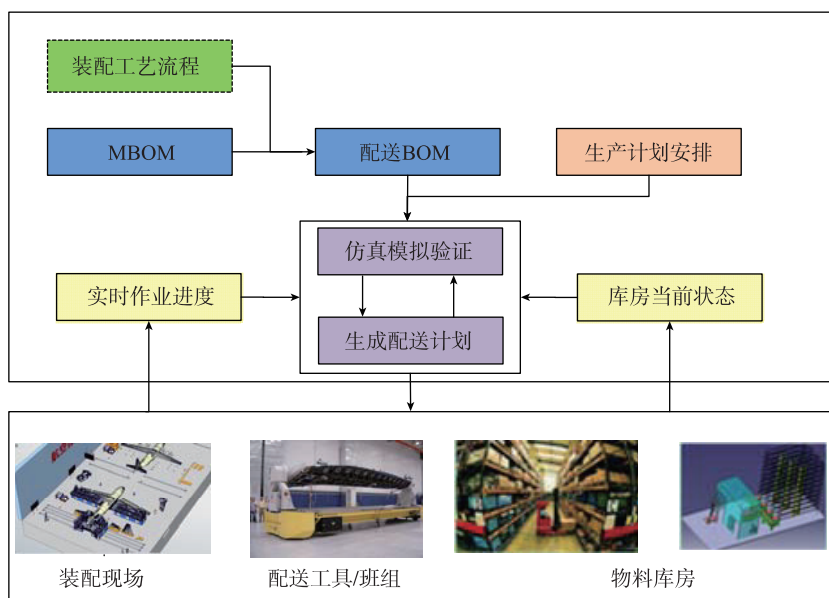 装配工艺流程
MBOM
配送BOM
生产计划安排
仿真模拟验证
实时作业进度
库房当前状态
生成配送计划
装配现场
配送工具/班组
物料库房